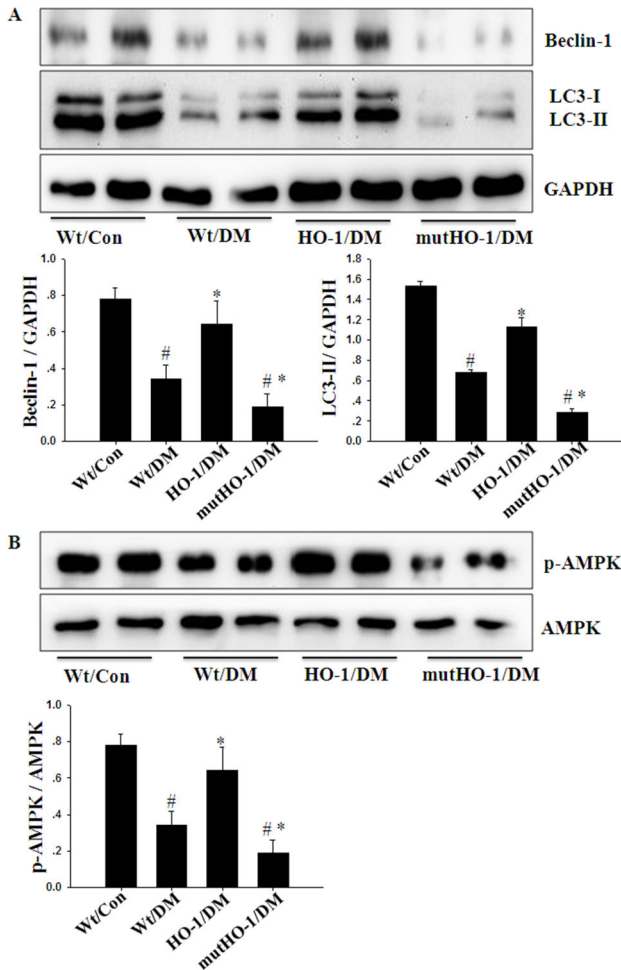 A
Beclin-1
LC3-I
LC3-II
GAPDH
Wt/Con Wt/DM HO-1/DM mutHO-1/DM
Beclin-1 / GAPDH
1.0
.8
.6
.4
.2
0.0
# * # *
Wt/Con Wt/DM HO-1/DM mutHO-1/DM
LC3-II/ GAPDH
1.8
1.6
1.4
1.2
1.0
.8
.6
.4
.2
0.0
# * # *
Wt/Con Wt/DM HO-1/DM mutHO-1/DM
B
p-AMPK
AMPK
Wt/Con Wt/DM HO-1/DM mutHO-1/DM
p-AMPK / AMPK
1.0
.8
.6
.4
.2
0.0
# * # *
Wt/Con Wt/DM HO-1/DM mutHO-1/DM